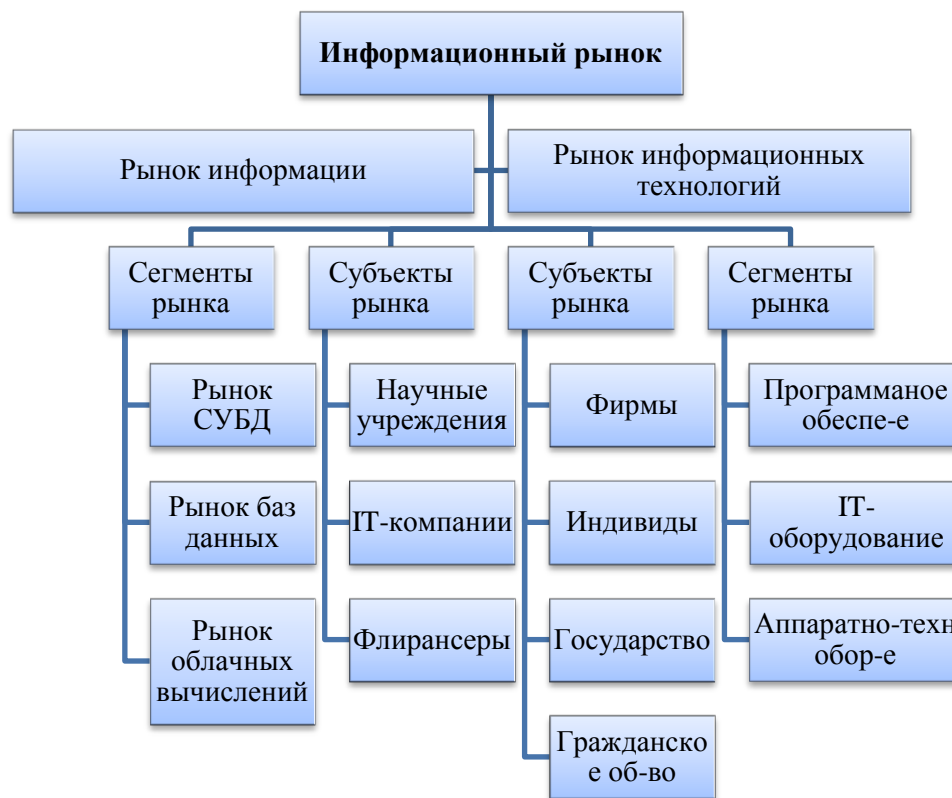 Информационный рынок
Рынок информации
Рынок информационных
технологий
Сегменты
рынка
Субъекты
рынка
Субъекты
рынка
Сегменты
рынка
Рынок
СУБД
Рынок баз
данных
Рынок
облачных
вычислений
Научные
учреждения
IT-компании
Флирансеры
Фирмы
Индивиды
Государство
Гражданско
е об-во
Программаное
обеспе-е
IT-
оборудование
Аппаратно-техн
обор-е